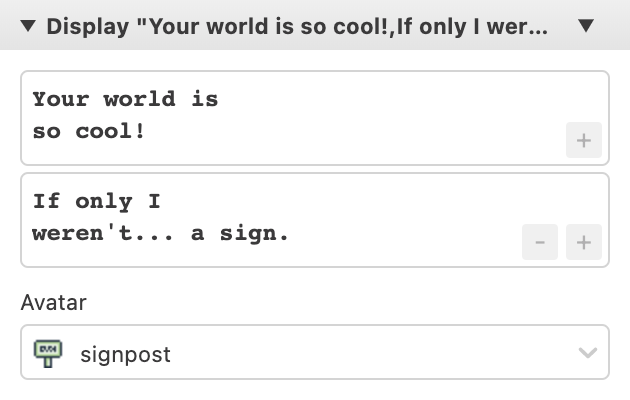 Display "Your world is so cool!,If only I wer...
Your world is
so cool!
+
If only I
weren't... a sign.
- +
Avatar
signpost